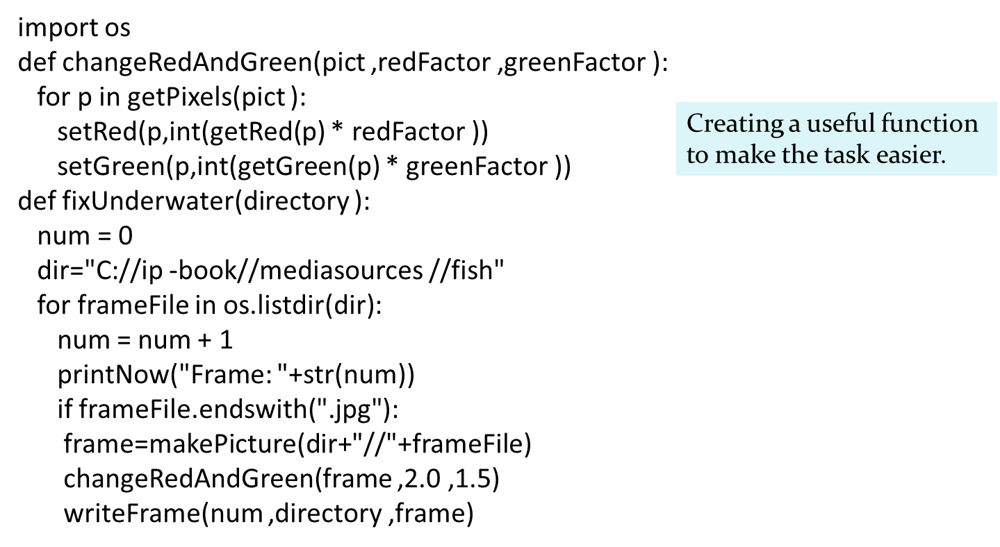 import os
def changeRedAndGreen(pict ,redFactor ,greenFactor ):
for p in getPixels(pict ):
setRed(p,int(getRed(p) * redFactor ))
setGreen(p,int(getGreen(p) * greenFactor ))
def fixUnderwater(directory ):
num = 0
dir="C://ip -book//mediasources //fish"
for frameFile in os.listdir(dir):
num = num + 1
printNow("Frame: "+str(num))
if frameFile.endswith(".jpg"):
frame=makePicture(dir+"//"+frameFile)
changeRedAndGreen(frame ,2.0 ,1.5)
writeFrame(num ,directory ,frame)
Creating a useful function
to make the task easier.